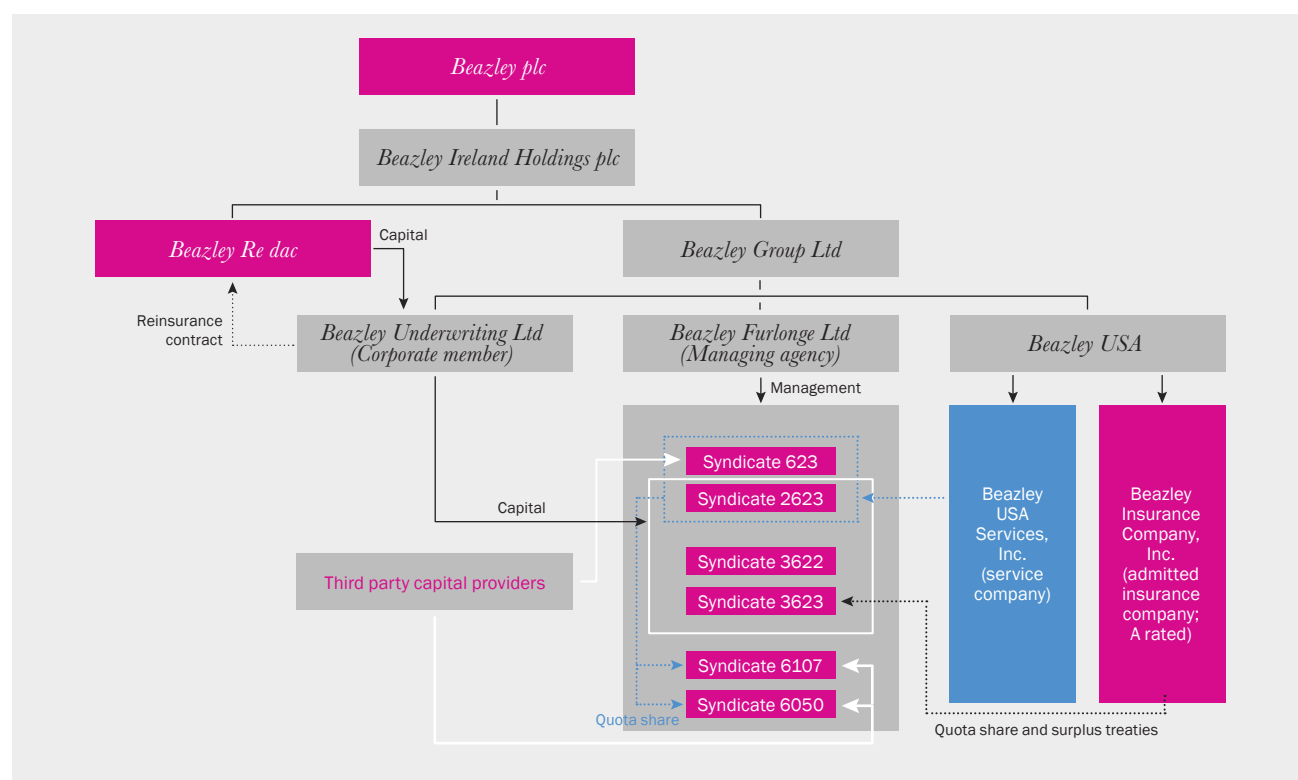 Beazley plc
Beazley Ireland Holdings plc
Beazley Re dac
Capital
Beazley Group Ltd
Reinsurance
contract
Beazley Underwriting Ltd
(Corporate member)
Beazley Furlonge Ltd
(Managing agency)
Beazley USA
Management
Syndicate 623
Syndicate 2623
Capital
Syndicate 3622
Third party capital providers
Syndicate 3623
Syndicate 6107
Syndicate 6050
Quota share
Beazley
USA
Services,
Inc.
(service
company)
Beazley
Insurance
Company,
Inc.
(admitted
insurance
company;
A rated)
Quota share and surplus treaties